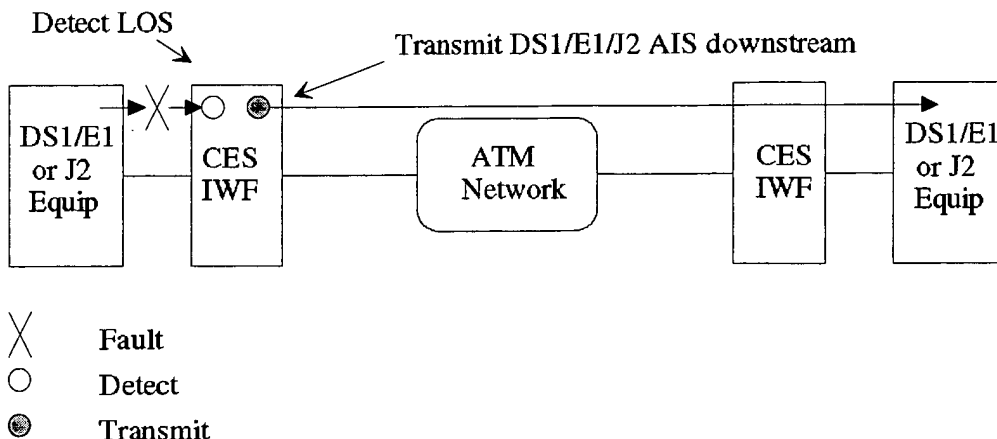 Detect LOS
Transmit DS1/E1/J2 AIS downstream
DS1/E1
or J2
Equip
CES
IWF
ATM
Network
CES
IWF
DS1/E1
or J2
Equip
Fault
Detect
Transmit